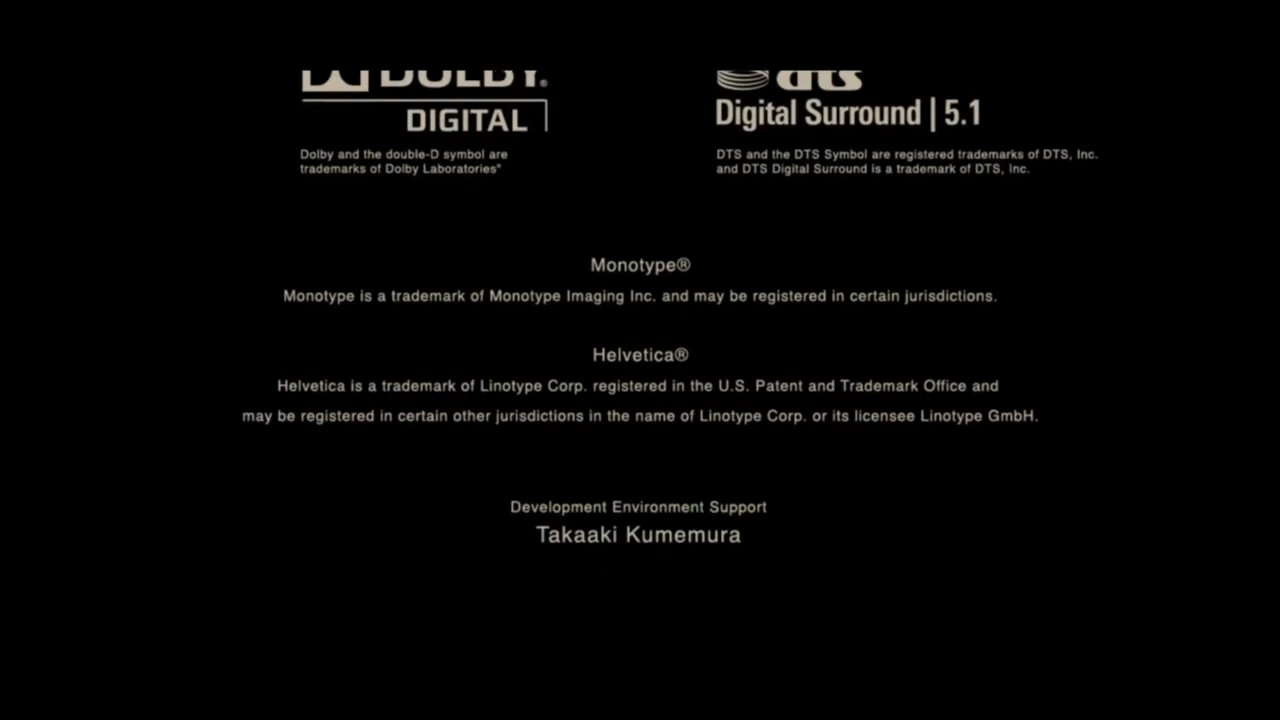 DOLBY® dts
DIGITAL Digital Surround | 5.1
Dolby and the double-D symbol are
trademarks of Dolby Laboratories"
DTS and the DTS Symbol are registered trademarks of DTS, Inc.
and DTS Digital Surround is a trademark of DTS, Inc.
Monotype®
Monotype is a trademark of Monotype Imaging Inc. and may be registered in certain jurisdictions.
Helvetica®
Helvetica is a trademark of Linotype Corp. registered in the U.S. Patent and Trademark Office and
may be registered in certain other jurisdictions in the name of Linotype Corp. or its licensee Linotype GmbH.
Development Environment Support
Takaaki Kumemura